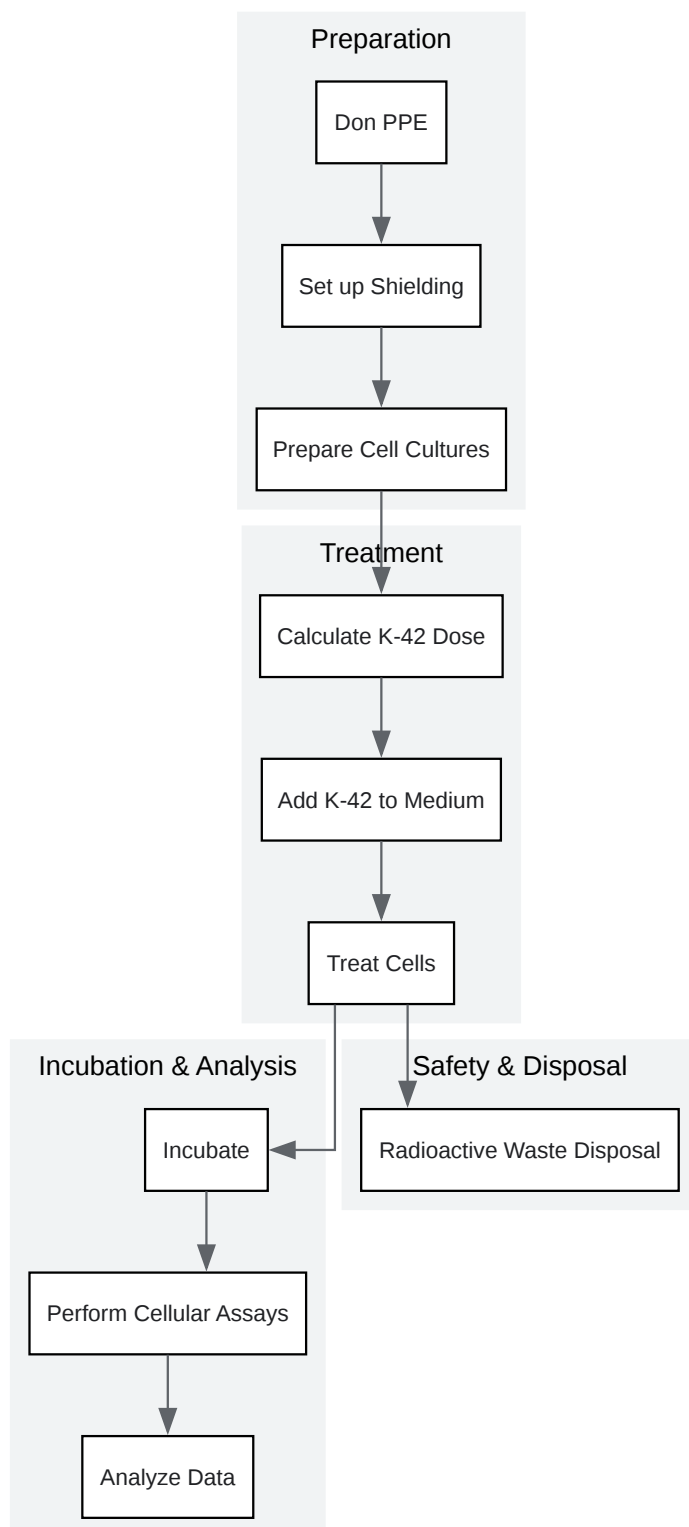 Preparation
Don PPE
Set up Shielding
Prepare Cell Cultures
Treatment
Calculate K-42 Dose
Add K-42 to Medium
Treat Cells
Incubation & Analysis
Safety & Disposal
Incubate
Radioactive Waste Disposal
Perform Cellular Assays
Analyze Data